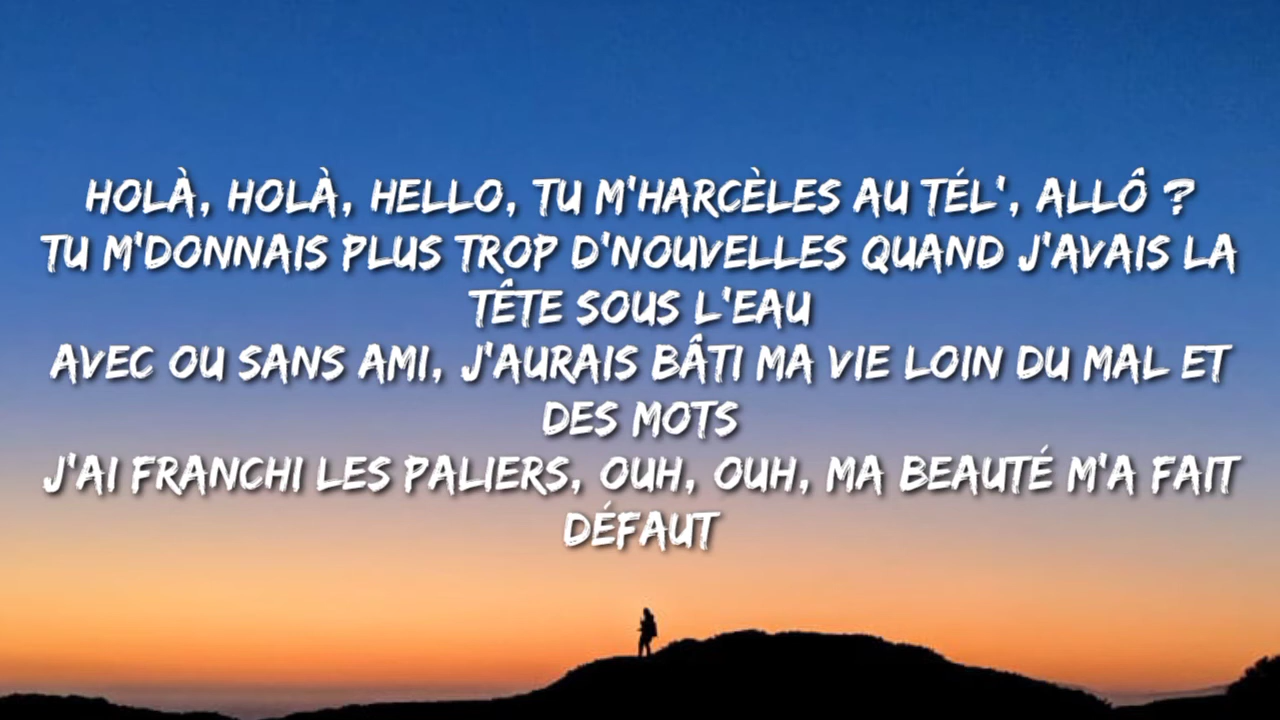 HOLÀ, HOLÀ, HELLO, TU M'HARCÈLES AU TÉL', ALLÔ ?
TU M'DONNAIS PLUS TROP D'NOUVELLES QUAND J'AVAIS LA
TÊTE SOUS L'EAU
AVEC OU SANS AMI, J'AURAIS BÂTI MA VIE LOIN DU MAL ET
DES MOTS
J'AI FRANCHI LES PALIERS, OUH, OUH, MA BEAUTÉ M'A FAIT
DÉFAUT